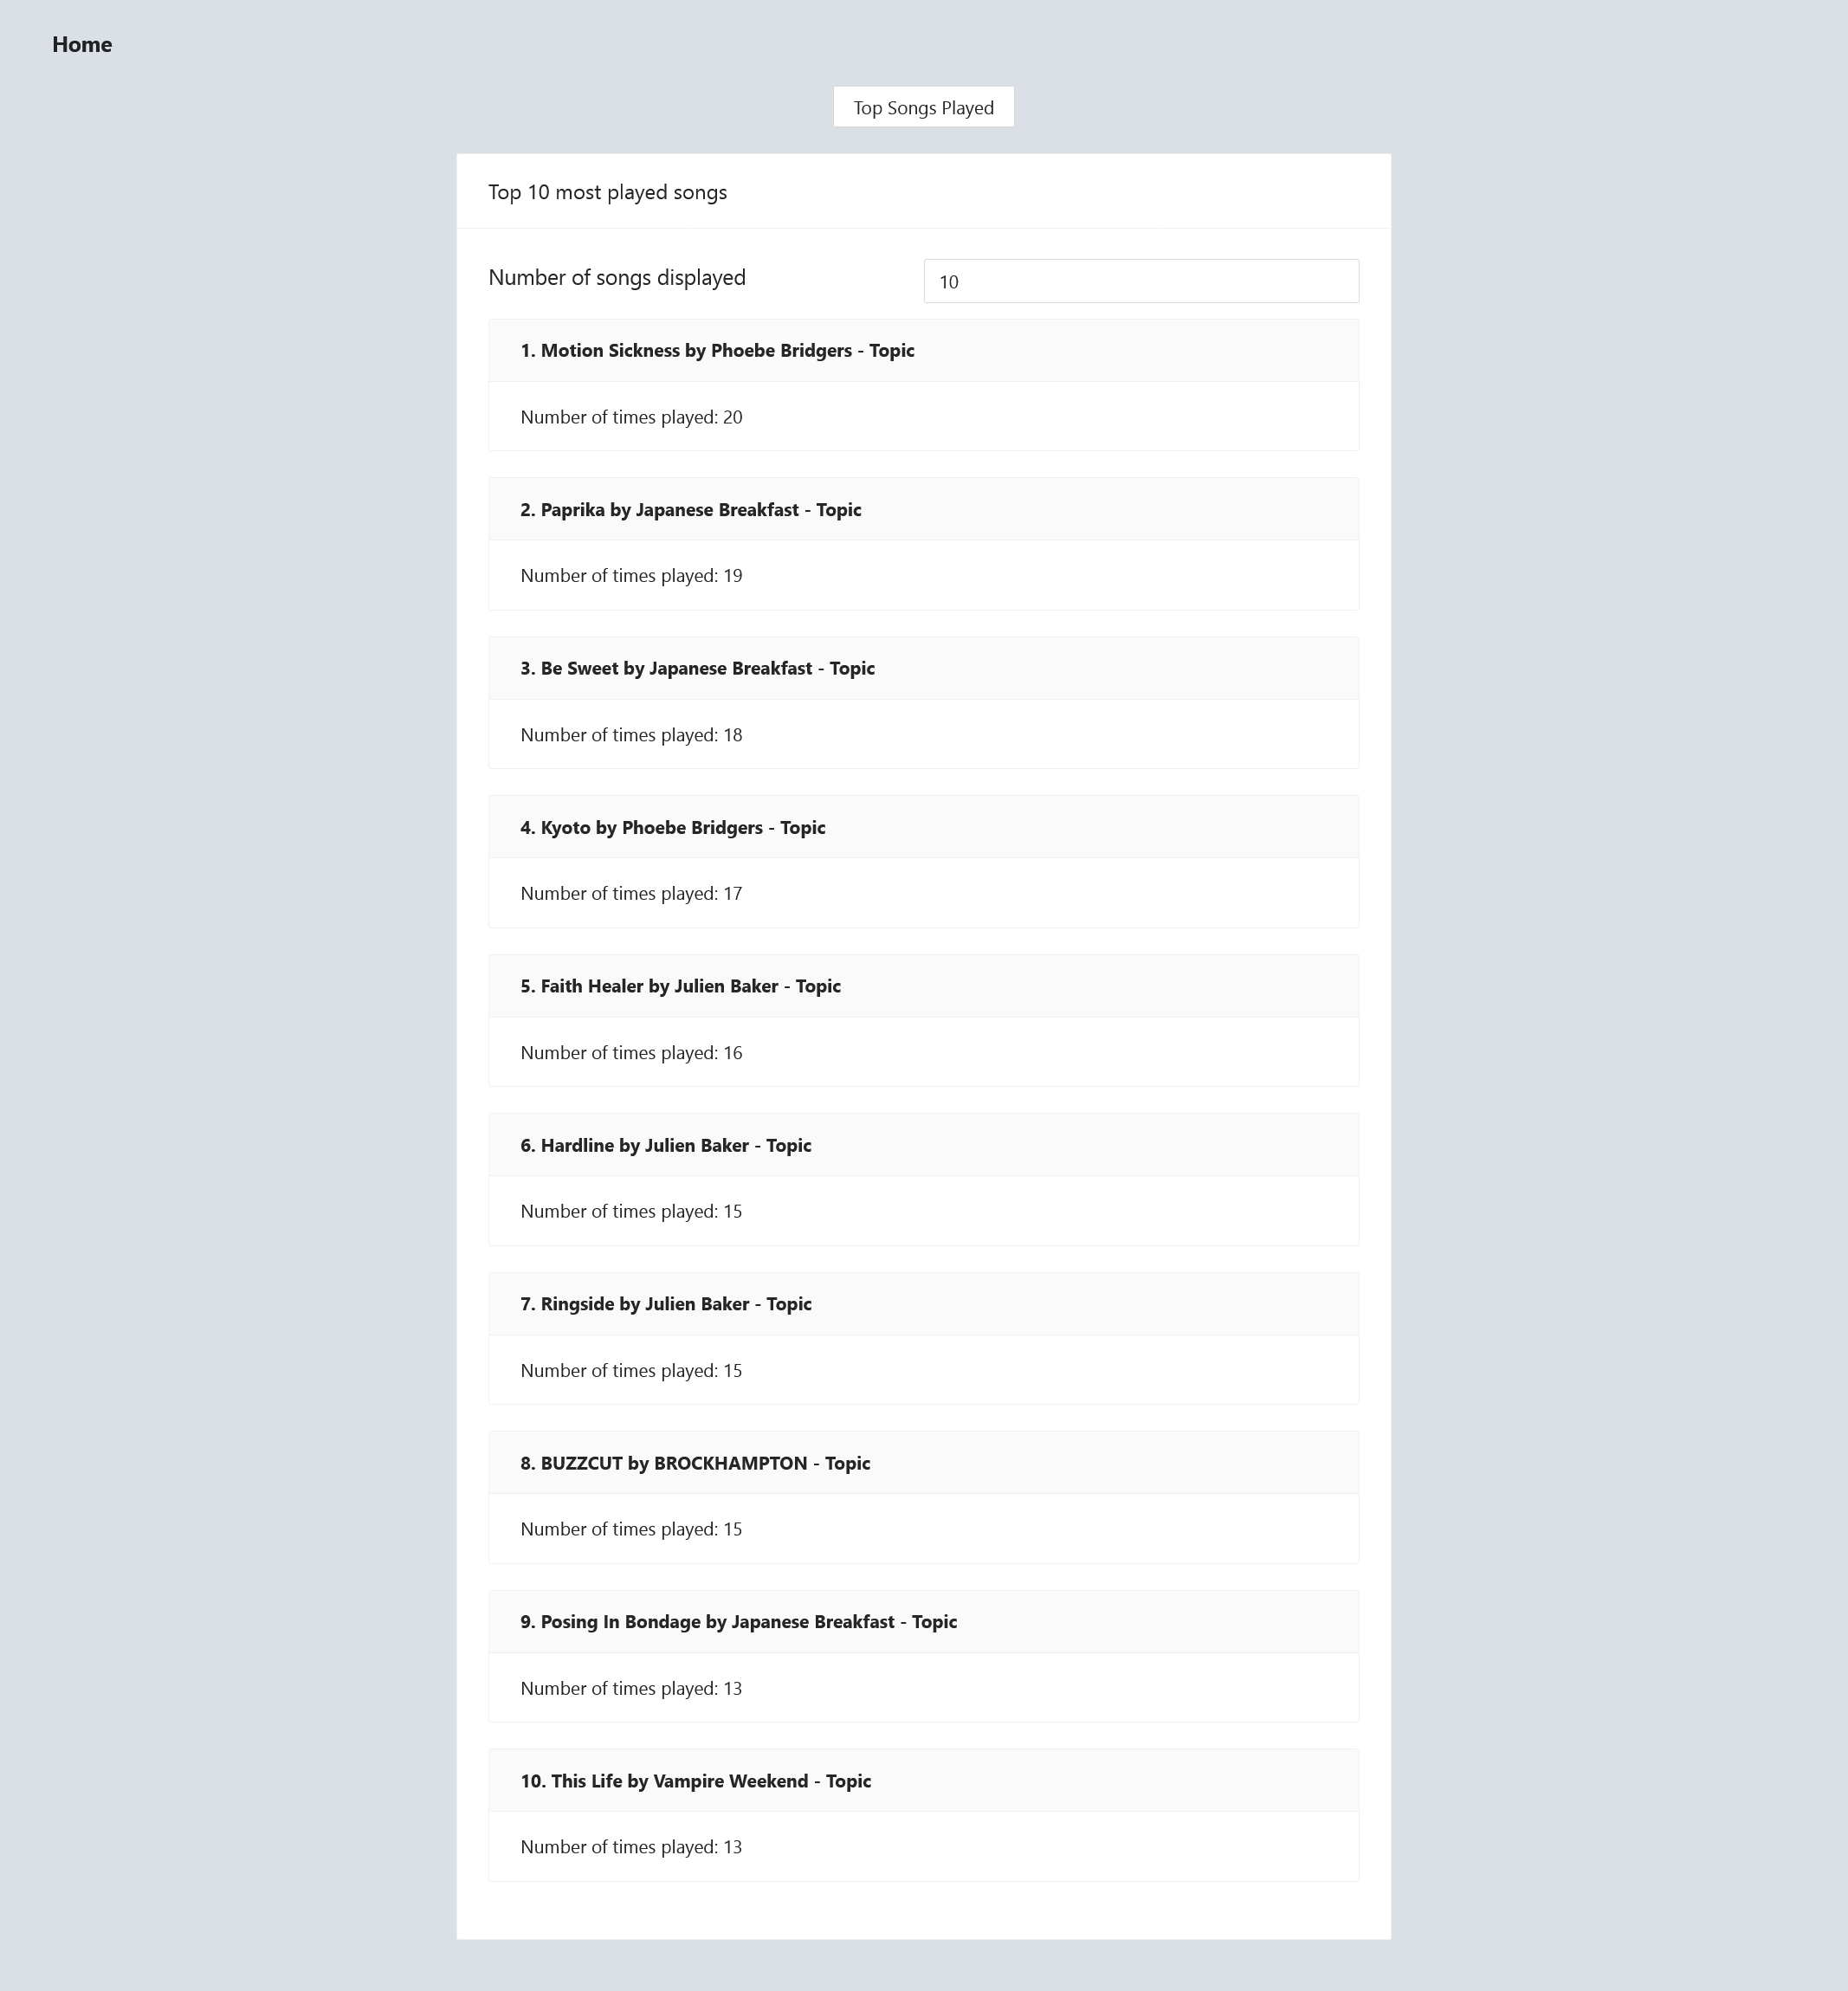 Home
Top Songs Played
Top 10 most played songs
Number of songs displayed
10
1. Motion Sickness by Phoebe Bridgers - Topic
Number of times played: 20
2. Paprika by Japanese Breakfast - Topic
Number of times played: 19
3. Be Sweet by Japanese Breakfast - Topic
Number of times played: 18
4. Kyoto by Phoebe Bridgers - Topic
Number of times played: 17
5. Faith Healer by Julien Baker - Topic
Number of times played: 16
6. Hardline by Julien Baker - Topic
Number of times played: 15
7. Ringside by Julien Baker - Topic
Number of times played: 15
8. BUZZCUT by BROCKHAMPTON - Topic
Number of times played: 15
9. Posing In Bondage by Japanese Breakfast - Topic
Number of times played: 13
10. This Life by Vampire Weekend - Topic
Number of times played: 13